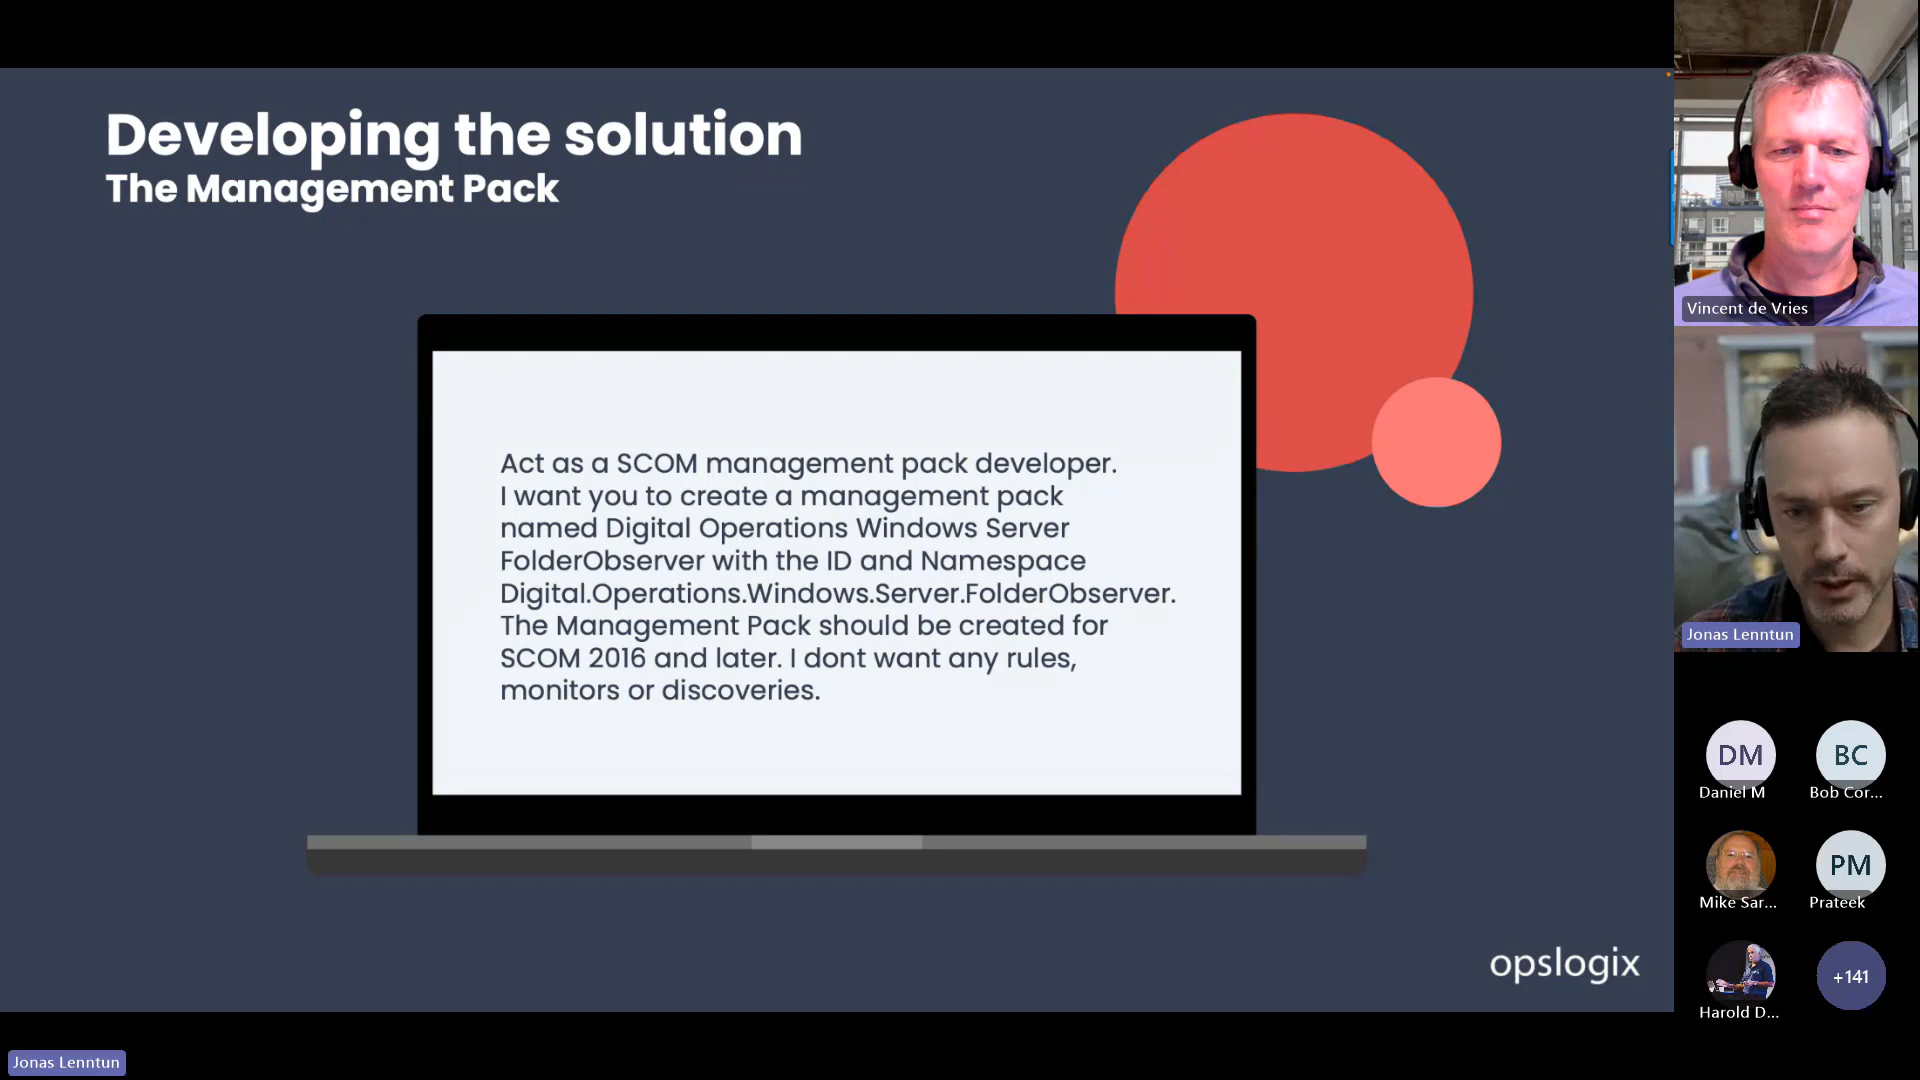 Developing the solution
The Management Pack
Act as a SCOM management pack developer.
I want you to create a management pack
named Digital Operations Windows Server
FolderObserver with the ID and Namespace
Digital.Operations.Windows.Server.FolderObserver.
The Management Pack should be created for
SCOM 2016 and later. I dont want any rules,
monitors or discoveries.
opslogix
Vincent de Vries
Jonas Lenntun
DM
BC
Daniel M
Bob Cor...
PM
Mike Sar...
Prateek
+141
Harold D...
Jonas Lenntun